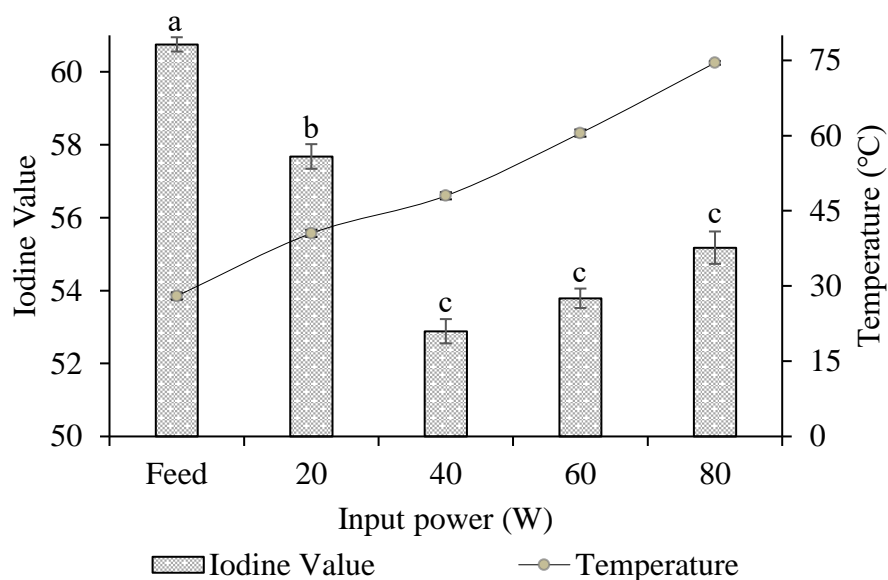 a
b
c
c
c
60
58
56
54
52
50
Iodine Value
75
60
45
30
15
0
Temperature (°C)
Feed 20 40 60 80
Input power (W)
Iodine Value Temperature